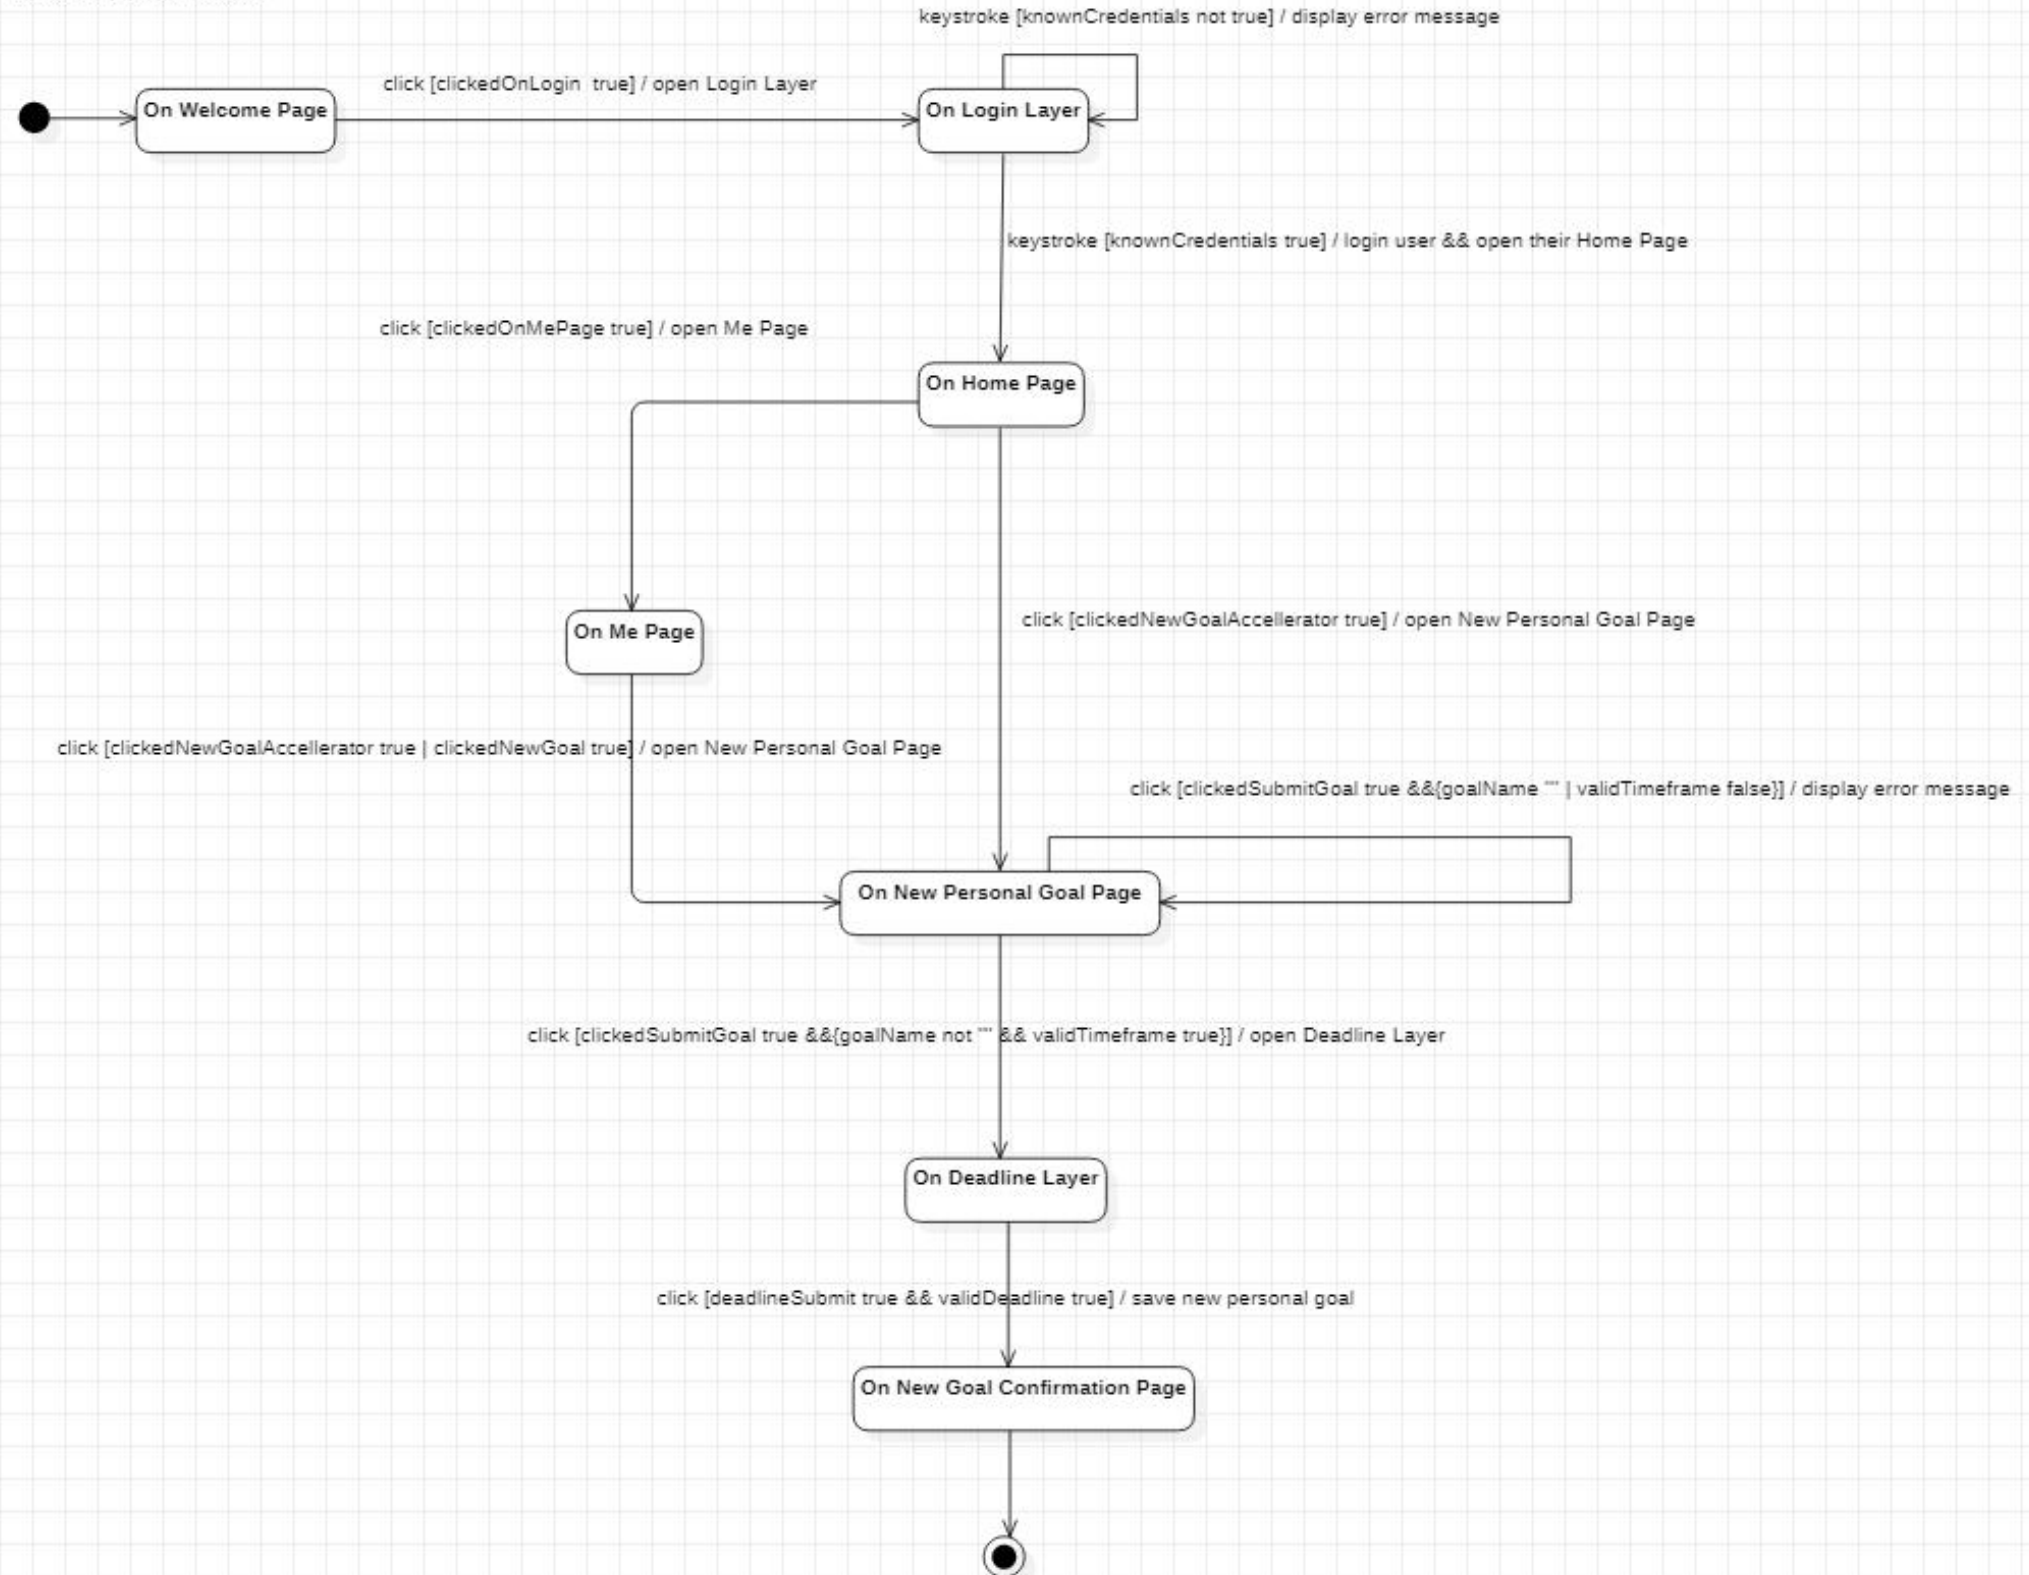 keystroke [knownCredentials not true] / display error message
click [clickedOnLogin  true] / open Login Layer
On Welcome Page
On Login Layer
keystroke [knownCredentials true] / login user && open their Home Page
click [clickedOnMePage true] / open Me Page
On Home Page
click [clickedNewGoalAccellerator true] / open New Personal Goal Page
On Me Page
click [clickedNewGoalAccellerator true | clickedNewGoal true] / open New Personal Goal Page
click [clickedSubmitGoal true &&{goalName "" | validTimeframe false}] / display error message
On New Personal Goal Page
click [clickedSubmitGoal true &&{goalName not "" && validTimeframe true}] / open Deadline Layer
On Deadline Layer
click [deadlineSubmit true && validDeadline true] / save new personal goal
On New Goal Confirmation Page